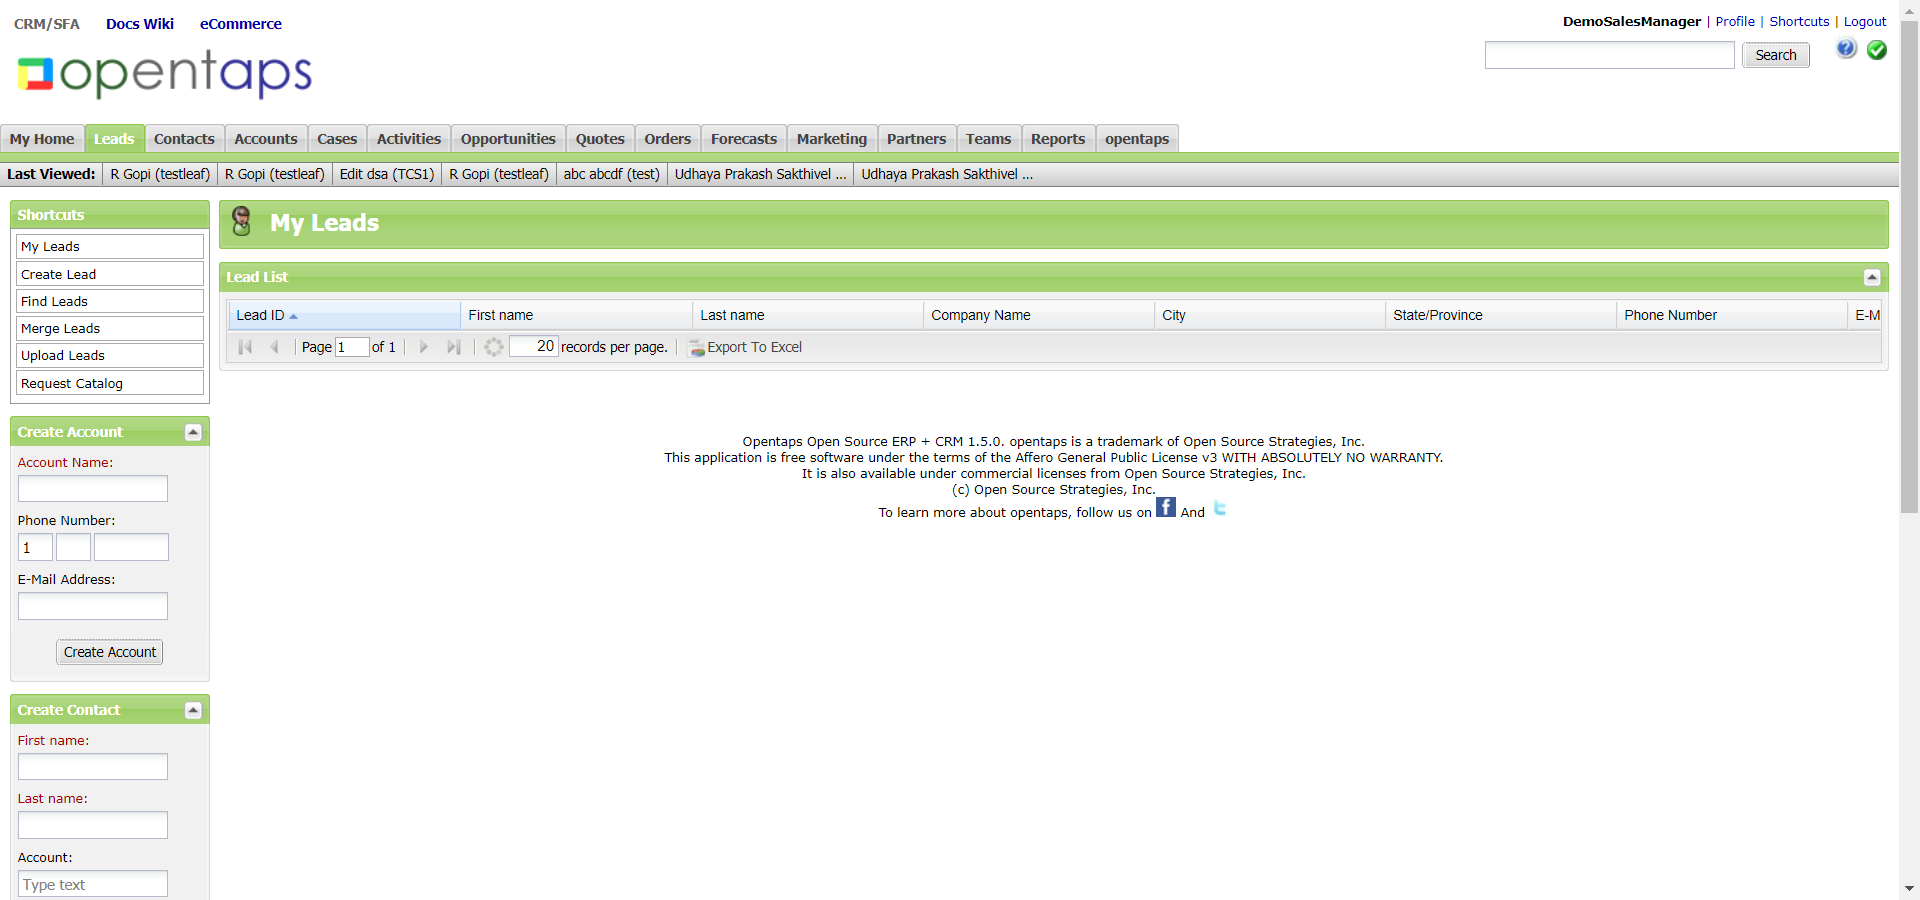 CRM/SFA Docs Wiki eCommerce
DemoSalesManager | Profile | Shortcuts | Logout
opentaps
Search
My Home Leads Contacts Accounts Cases Activities Opportunities Quotes Orders Forecasts Marketing Partners Teams Reports opentaps
Last Viewed: R Gopi (testleaf) R Gopi (testleaf) Edit dsa (TCS1) R Gopi (testleaf) abc abcdf (test) Udhaya Prakash Sakthivel ... Udhaya Prakash Sakthivel ...
Shortcuts
My Leads
Create Lead
Find Leads
Merge Leads
Upload Leads
Request Catalog
Create Account
Account Name:
Phone Number:
1
E-Mail Address:
Create Account
Create Contact
First name:
Last name:
Account:
Type text
My Leads
Lead List
Lead ID First name Last name Company Name City State/Province Phone Number E-M
Page 1 of 1 20 records per page. Export To Excel
Opentaps Open Source ERP + CRM 1.5.0. opentaps is a trademark of Open Source Strategies, Inc.
This application is free software under the terms of the Affero General Public License v3 WITH ABSOLUTELY NO WARRANTY.
It is also available under commercial licenses from Open Source Strategies, Inc.
(c) Open Source Strategies, Inc.
To learn more about opentaps, follow us on f And t